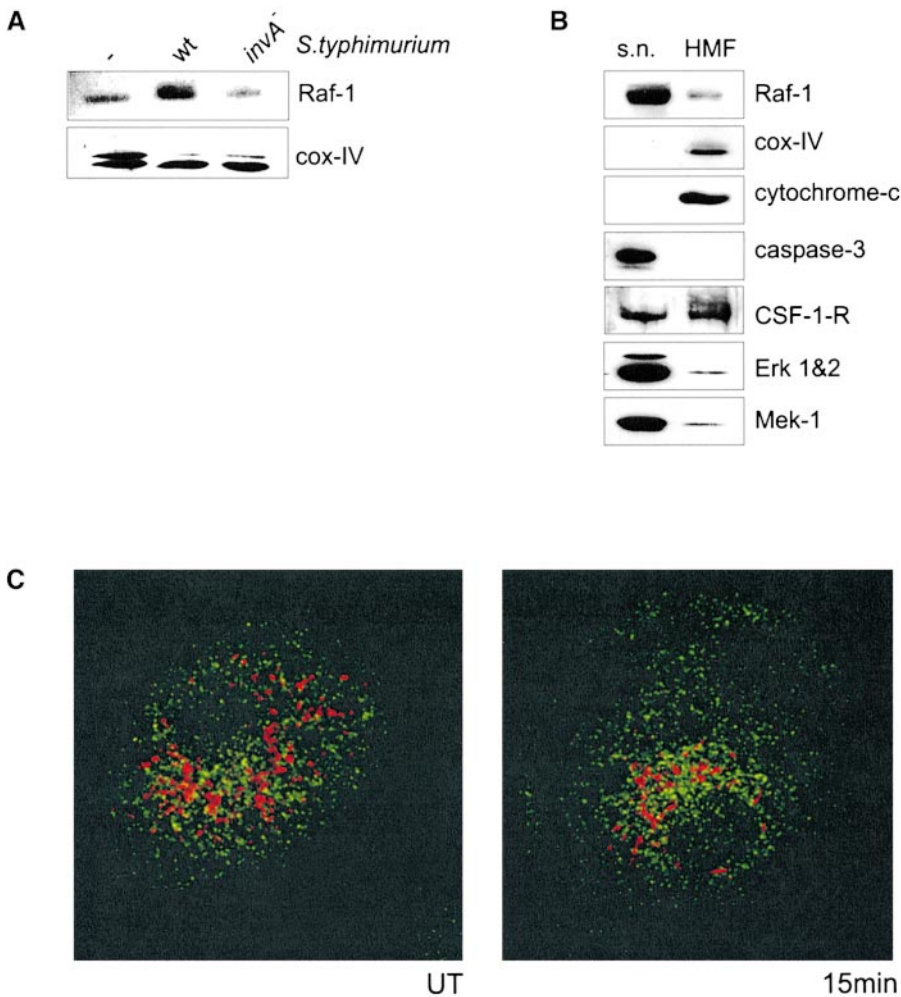 A
- wt invA- S.typhimurium
Raf-1
cox-IV
B
s.n. HMF
Raf-1
cox-IV
cytochrome-c
caspase-3
CSF-1-R
Erk 1&2
Mek-1
C
UT
15min